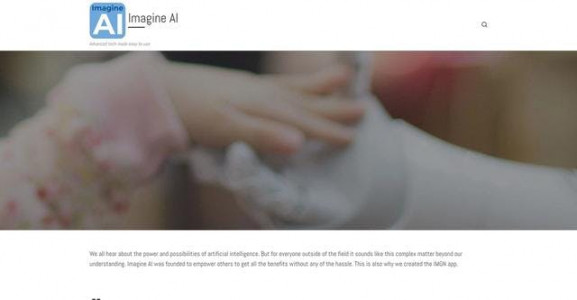 Imagine
AI
Imagine AI
Advanced tech made easy to use
We all hear about the power and possibilities of artificial intelligence. But for everyone outside of the field it sounds like this complex matter beyond our
understanding. Imagine AI was founded to empower others to get all the benefits without any of the hassle. This is also why we created the IMGN app.